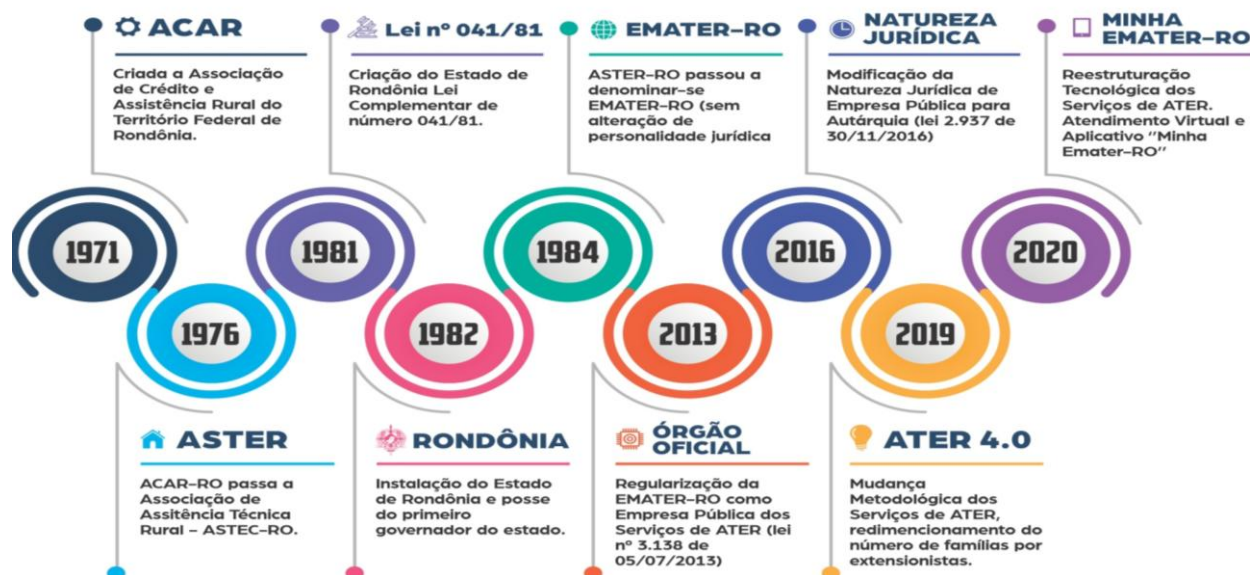 ACAR
Criada a Associação
de Crédito e
Assistência Rural do
Território Federal de
Rondônia.
Lei nº 041/81
Criação do Estado de
Rondônia Lei
Complementar de
número 041/81.
EMATER-RO
ASTER-RO passou a
denominar-se
EMATER-RO (sem
alteração de
personalidade jurídica
NATUREZA
JURÍDICA
Modificação da
Natureza Jurídica de
Empresa Pública para
Autárquia (lei 2.937 de
30/11/2016)
MINHA
EMATER-RO
Reestruturação
Tecnológica dos
Serviços de ATER.
Atendimento Virtual e
Aplicativo "Minha
Emater-RO"
1971
1981
1984
2016
2020
1976
1982
2013
2019
ASTER
ACAR-RO passa a
Associação de
Assitência Técnica
Rural - ASTEC-RO.
RONDÔNIA
Instalação do Estado
de Rondônia e posse
do primeiro
governador do estado.
ÓRGÃO
OFICIAL
Regularização da
EMATER-RO como
Empresa Pública dos
Serviços de ATER (lei
nº 3.138 de
05/07/2013)
ATER 4.0
Mudança
Metodológica dos
Serviços de ATER,
redimencionamento do
número de famílias por
extensionistas.